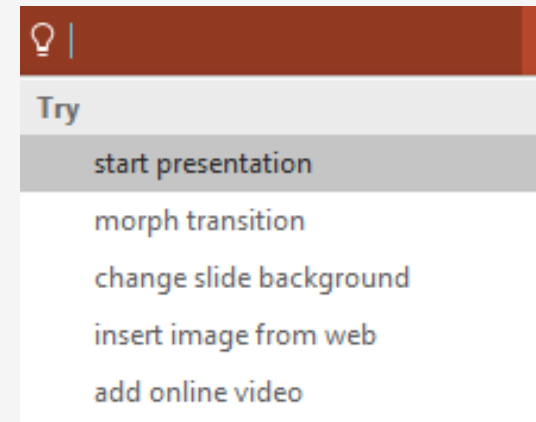 Try
start presentation
morph transition
change slide background
insert image from web
add online video